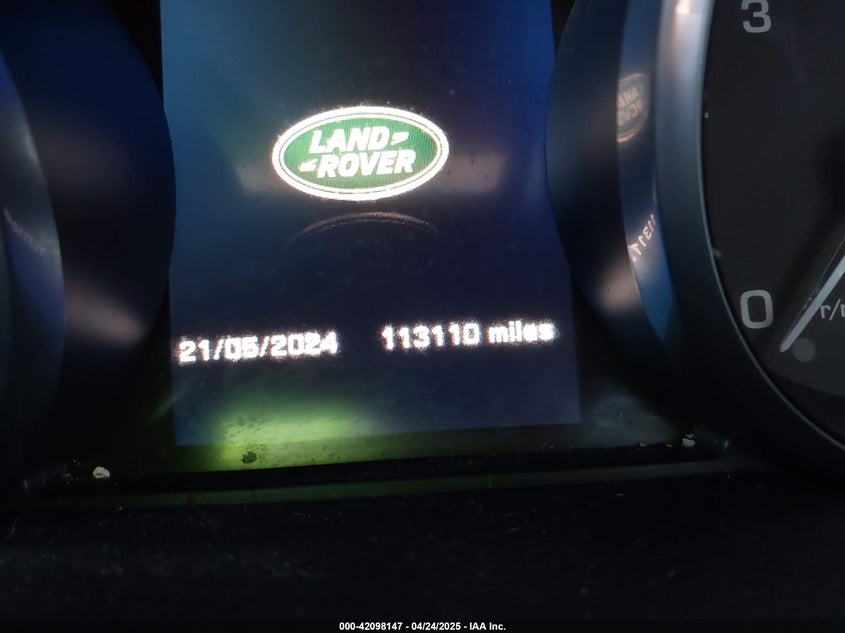 3
LAND
ROVER
21/05/2024 113110 miles
0
000-42098147 - 04/24/2025 - IAA Inc.